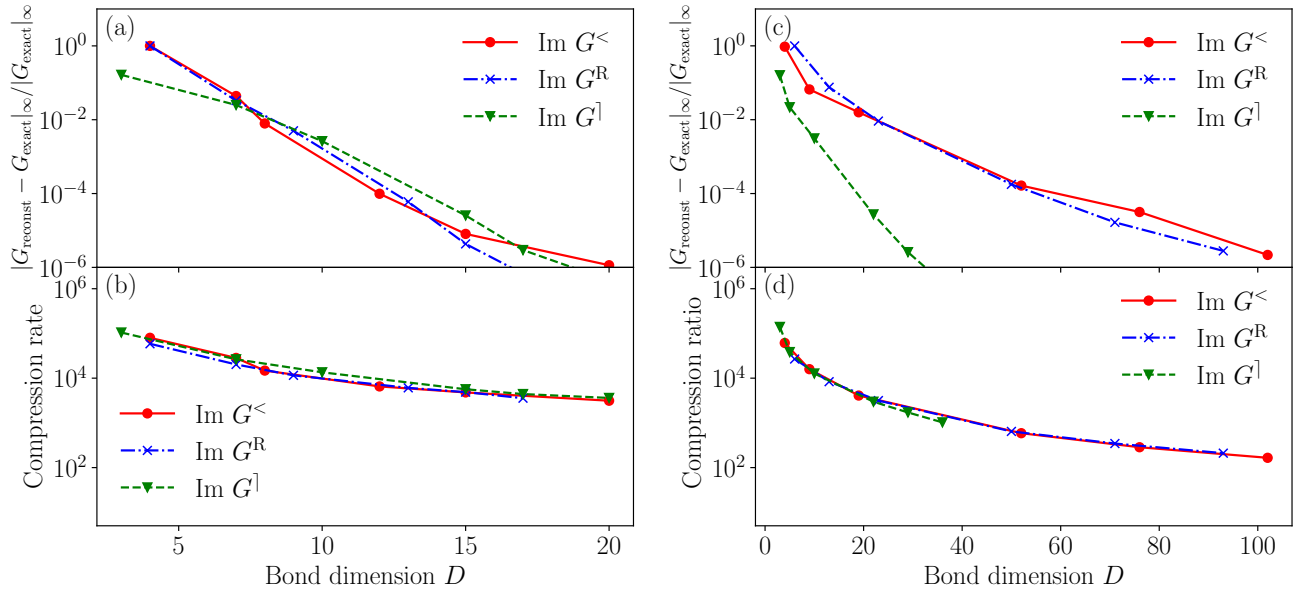 (a)
|G_reconst − G_exact|_∞/|G_exact|_∞
10^0
10^−2
10^−4
10^−6
Im G^<
Im G^R
Im G^⌉
(b)
Compression rate
10^6
10^4
10^2
Im G^<
Im G^R
Im G^⌉
5
10
15
20
Bond dimension D
(c)
|G_reconst − G_exact|_∞/|G_exact|_∞
10^0
10^−2
10^−4
10^−6
Im G^<
Im G^R
Im G^⌉
(d)
Compression ratio
10^6
10^4
10^2
Im G^<
Im G^R
Im G^⌉
0
20
40
60
80
100
Bond dimension D